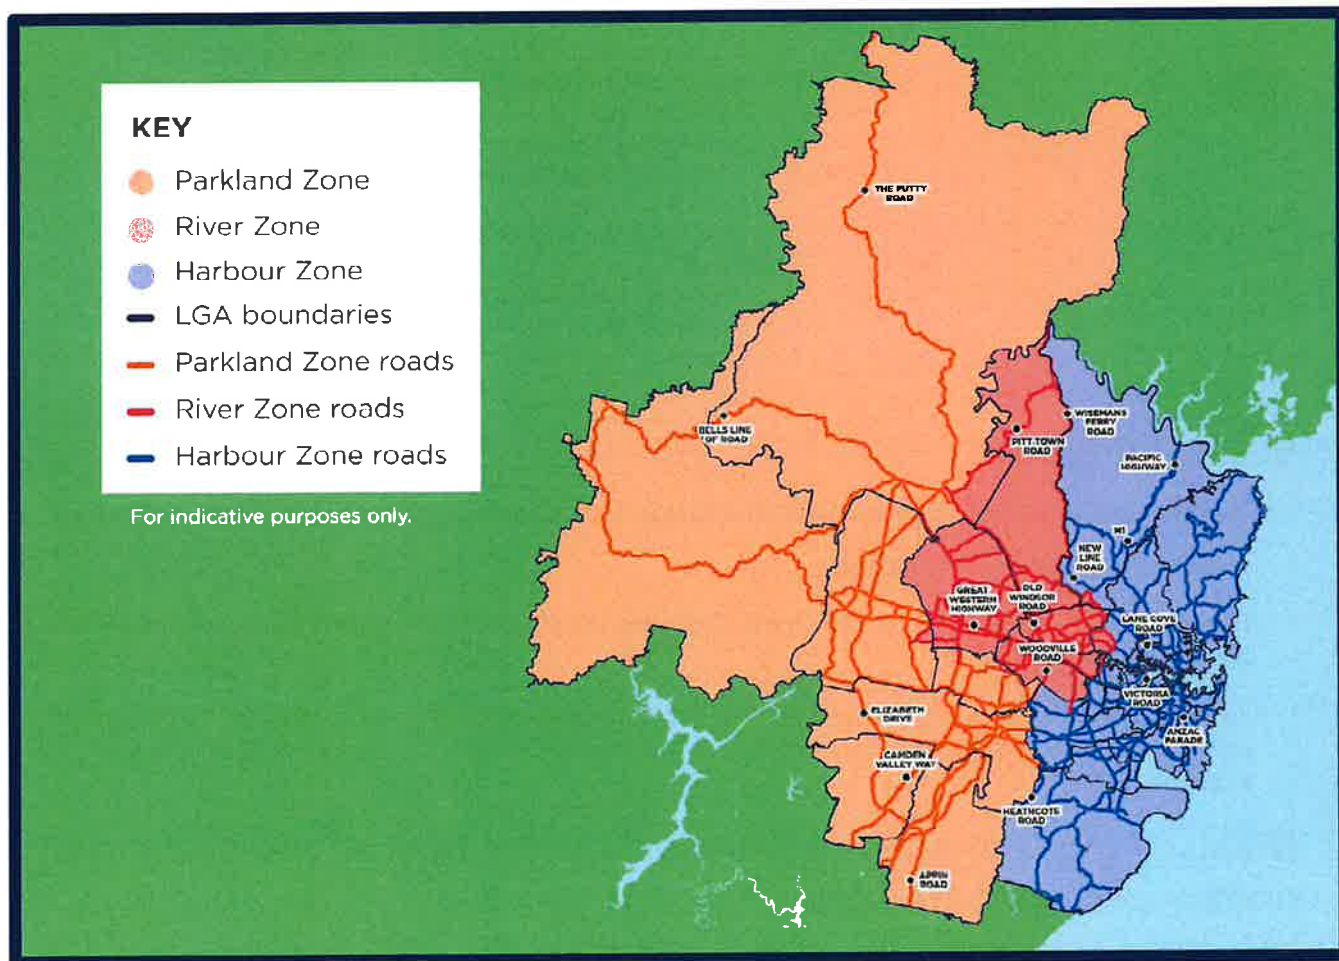 KEY
Parkland Zone
River Zone
Harbour Zone
LGA boundaries
Parkland Zone roads
River Zone roads
Harbour Zone roads
For indicative purposes only.
THE PUTTY
ROAD
BELLS LINE
OF ROAD
PITT TOWN
ROAD
WISEMANS
FERRY
ROAD
PACIFIC
HIGHWAY
M1
NEW
LINE
ROAD
GREAT
WESTERN
HIGHWAY
OLD
WINDSOR
ROAD
LANE COVE
ROAD
WOODVILLE
ROAD
VICTORIA
ROAD
ANZAC
PARADE
ELIZABETH
DRIVE
CAMDEN
VALLEY WAY
HEATHCOTE
ROAD
APPIN
ROAD